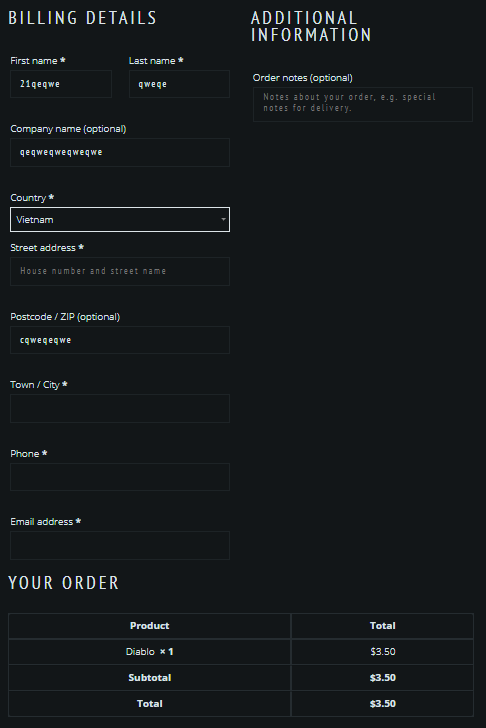 BILLING DETAILS
First name *
Last name *
21qeqwe
qweqe
Company name (optional)
qeqweqweqweqwe
Country *
Vietnam
Street address *
House number and street name
Postcode / ZIP (optional)
cqweqeqwe
Town / City *
Phone *
Email address *
ADDITIONAL
INFORMATION
Order notes (optional)
Notes about your order, e.g. special
notes for delivery.
YOUR ORDER
Product Total
Diablo × 1 $3.50
Subtotal $3.50
Total $3.50